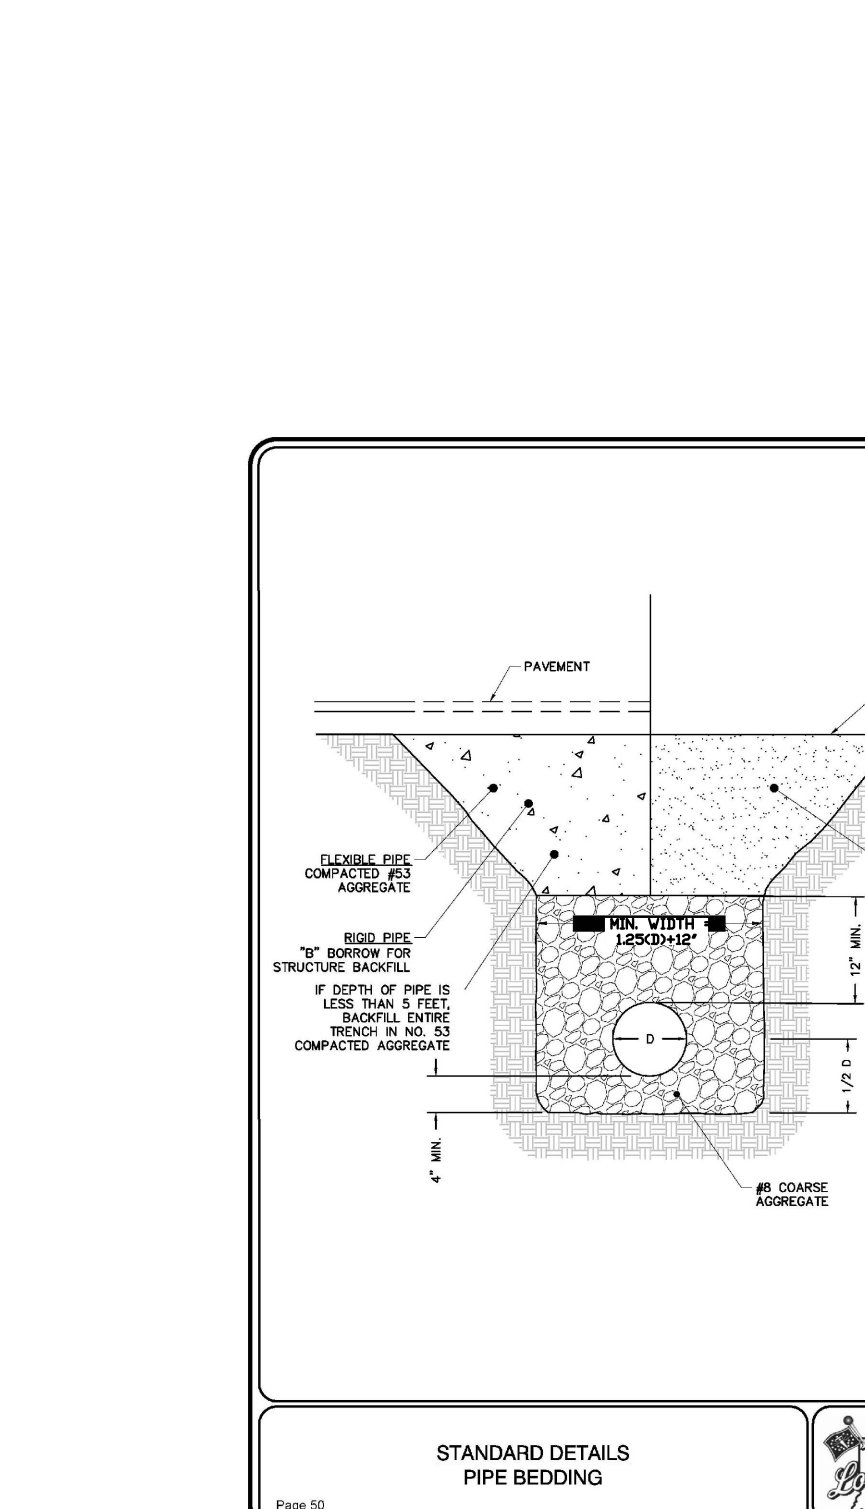 PAVEMENT
FLEXIBLE PIPE
COMPACTED #53
AGGREGATE
MIN. WIDTH =
1.25(D)+12"
12" MIN.
RIGID PIPE
"B" BORROW FOR
STRUCTURE BACKFILL
IF DEPTH OF PIPE IS
LESS THAN 5 FEET,
BACKFILL ENTIRE
TRENCH IN NO. 53
COMPACTED AGGREGATE
D
1/2 D
4" MIN.
#8 COARSE
AGGREGATE
STANDARD DETAILS
PIPE BEDDING
Page 50